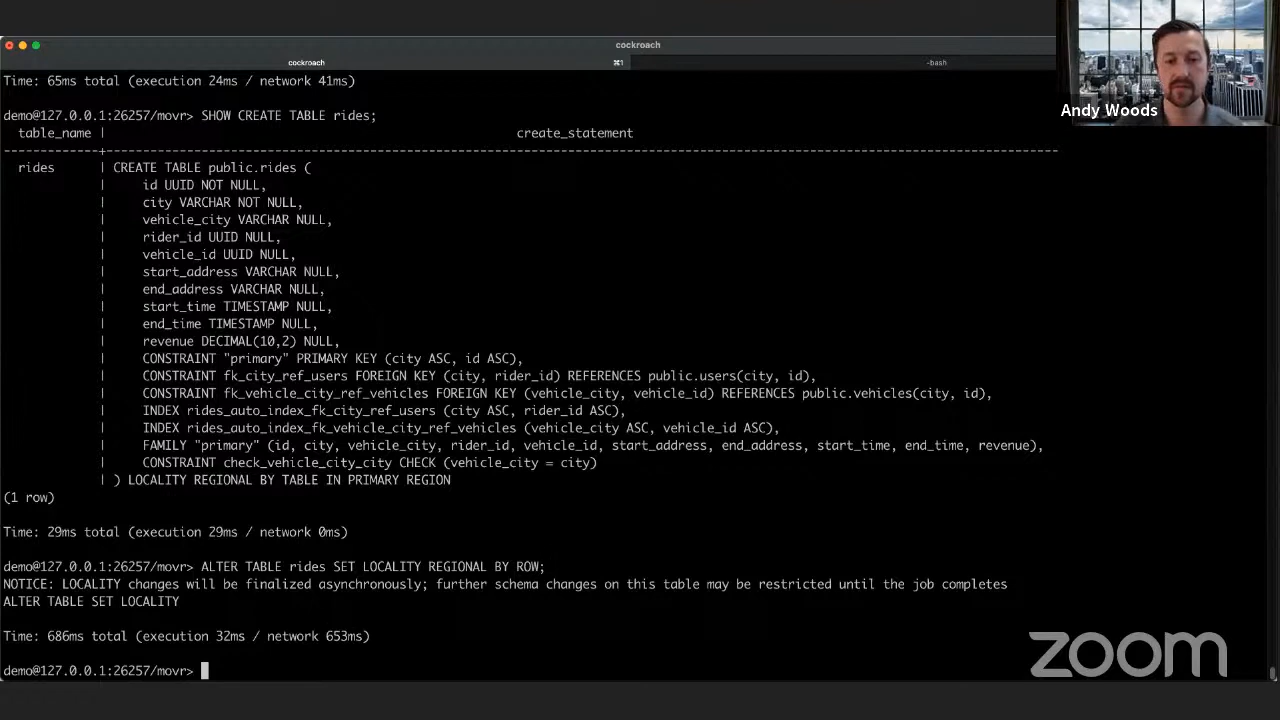 cockroach
cockroach
⌘1
-bash
Time: 65ms total (execution 24ms / network 41ms)
demo@127.0.0.1:26257/movr> SHOW CREATE TABLE rides;
table_name | create_statement
-------------+----------------------------------------------------------------------------------------------------------------------------------
rides | CREATE TABLE public.rides (
| id UUID NOT NULL,
| city VARCHAR NOT NULL,
| vehicle_city VARCHAR NULL,
| rider_id UUID NULL,
| vehicle_id UUID NULL,
| start_address VARCHAR NULL,
| end_address VARCHAR NULL,
| start_time TIMESTAMP NULL,
| end_time TIMESTAMP NULL,
| revenue DECIMAL(10,2) NULL,
| CONSTRAINT "primary" PRIMARY KEY (city ASC, id ASC),
| CONSTRAINT fk_city_ref_users FOREIGN KEY (city, rider_id) REFERENCES public.users(city, id),
| CONSTRAINT fk_vehicle_city_ref_vehicles FOREIGN KEY (vehicle_city, vehicle_id) REFERENCES public.vehicles(city, id),
| INDEX rides_auto_index_fk_city_ref_users (city ASC, rider_id ASC),
| INDEX rides_auto_index_fk_vehicle_city_ref_vehicles (vehicle_city ASC, vehicle_id ASC),
| FAMILY "primary" (id, city, vehicle_city, rider_id, vehicle_id, start_address, end_address, start_time, end_time, revenue),
| CONSTRAINT check_vehicle_city_city CHECK (vehicle_city = city)
| ) LOCALITY REGIONAL BY TABLE IN PRIMARY REGION
(1 row)
Time: 29ms total (execution 29ms / network 0ms)
demo@127.0.0.1:26257/movr> ALTER TABLE rides SET LOCALITY REGIONAL BY ROW;
NOTICE: LOCALITY changes will be finalized asynchronously; further schema changes on this table may be restricted until the job completes
ALTER TABLE SET LOCALITY
Time: 686ms total (execution 32ms / network 653ms)
demo@127.0.0.1:26257/movr>
Andy Woods
zoom